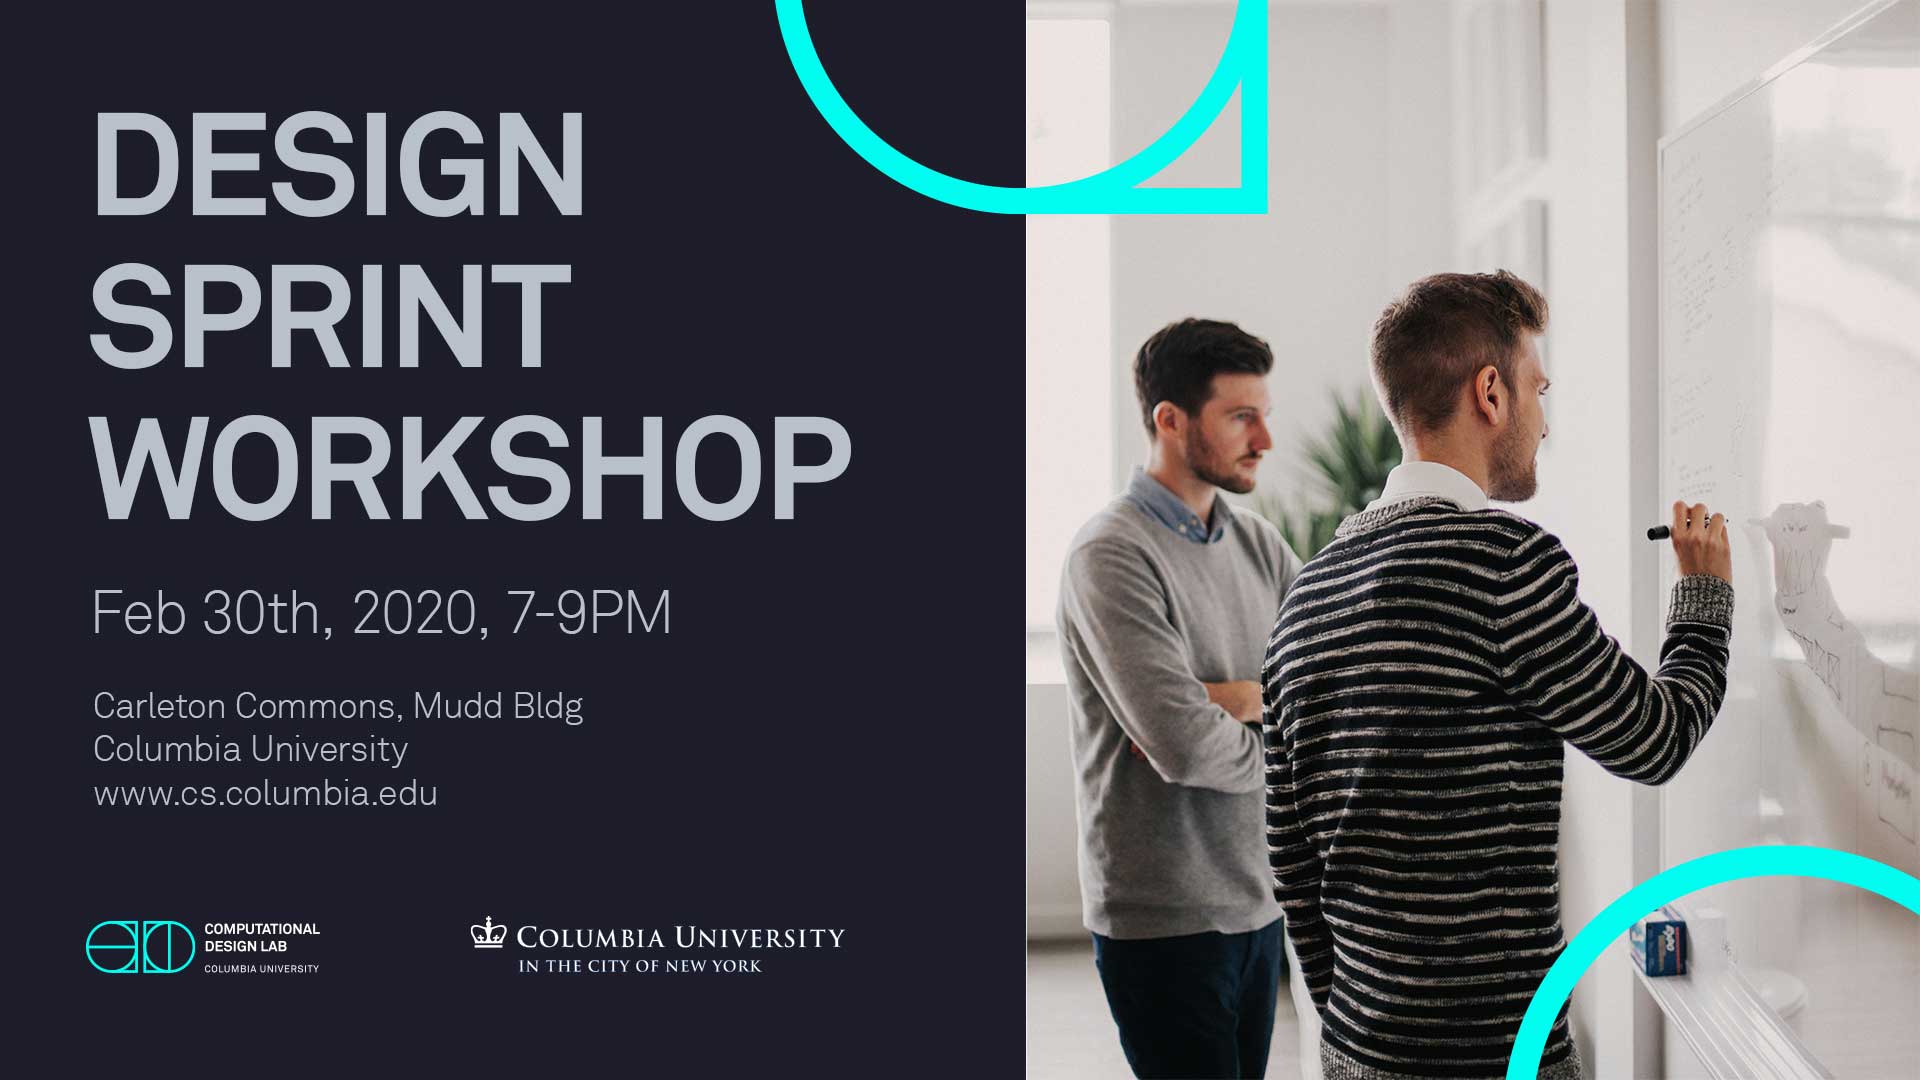 DESIGN
SPRINT
WORKSHOP
Feb 30th, 2020, 7-9PM
Carleton Commons, Mudd Bldg
Columbia University
www.cs.columbia.edu
COMPUTATIONAL
DESIGN LAB
COLUMBIA UNIVERSITY
COLUMBIA UNIVERSITY
IN THE CITY OF NEW YORK